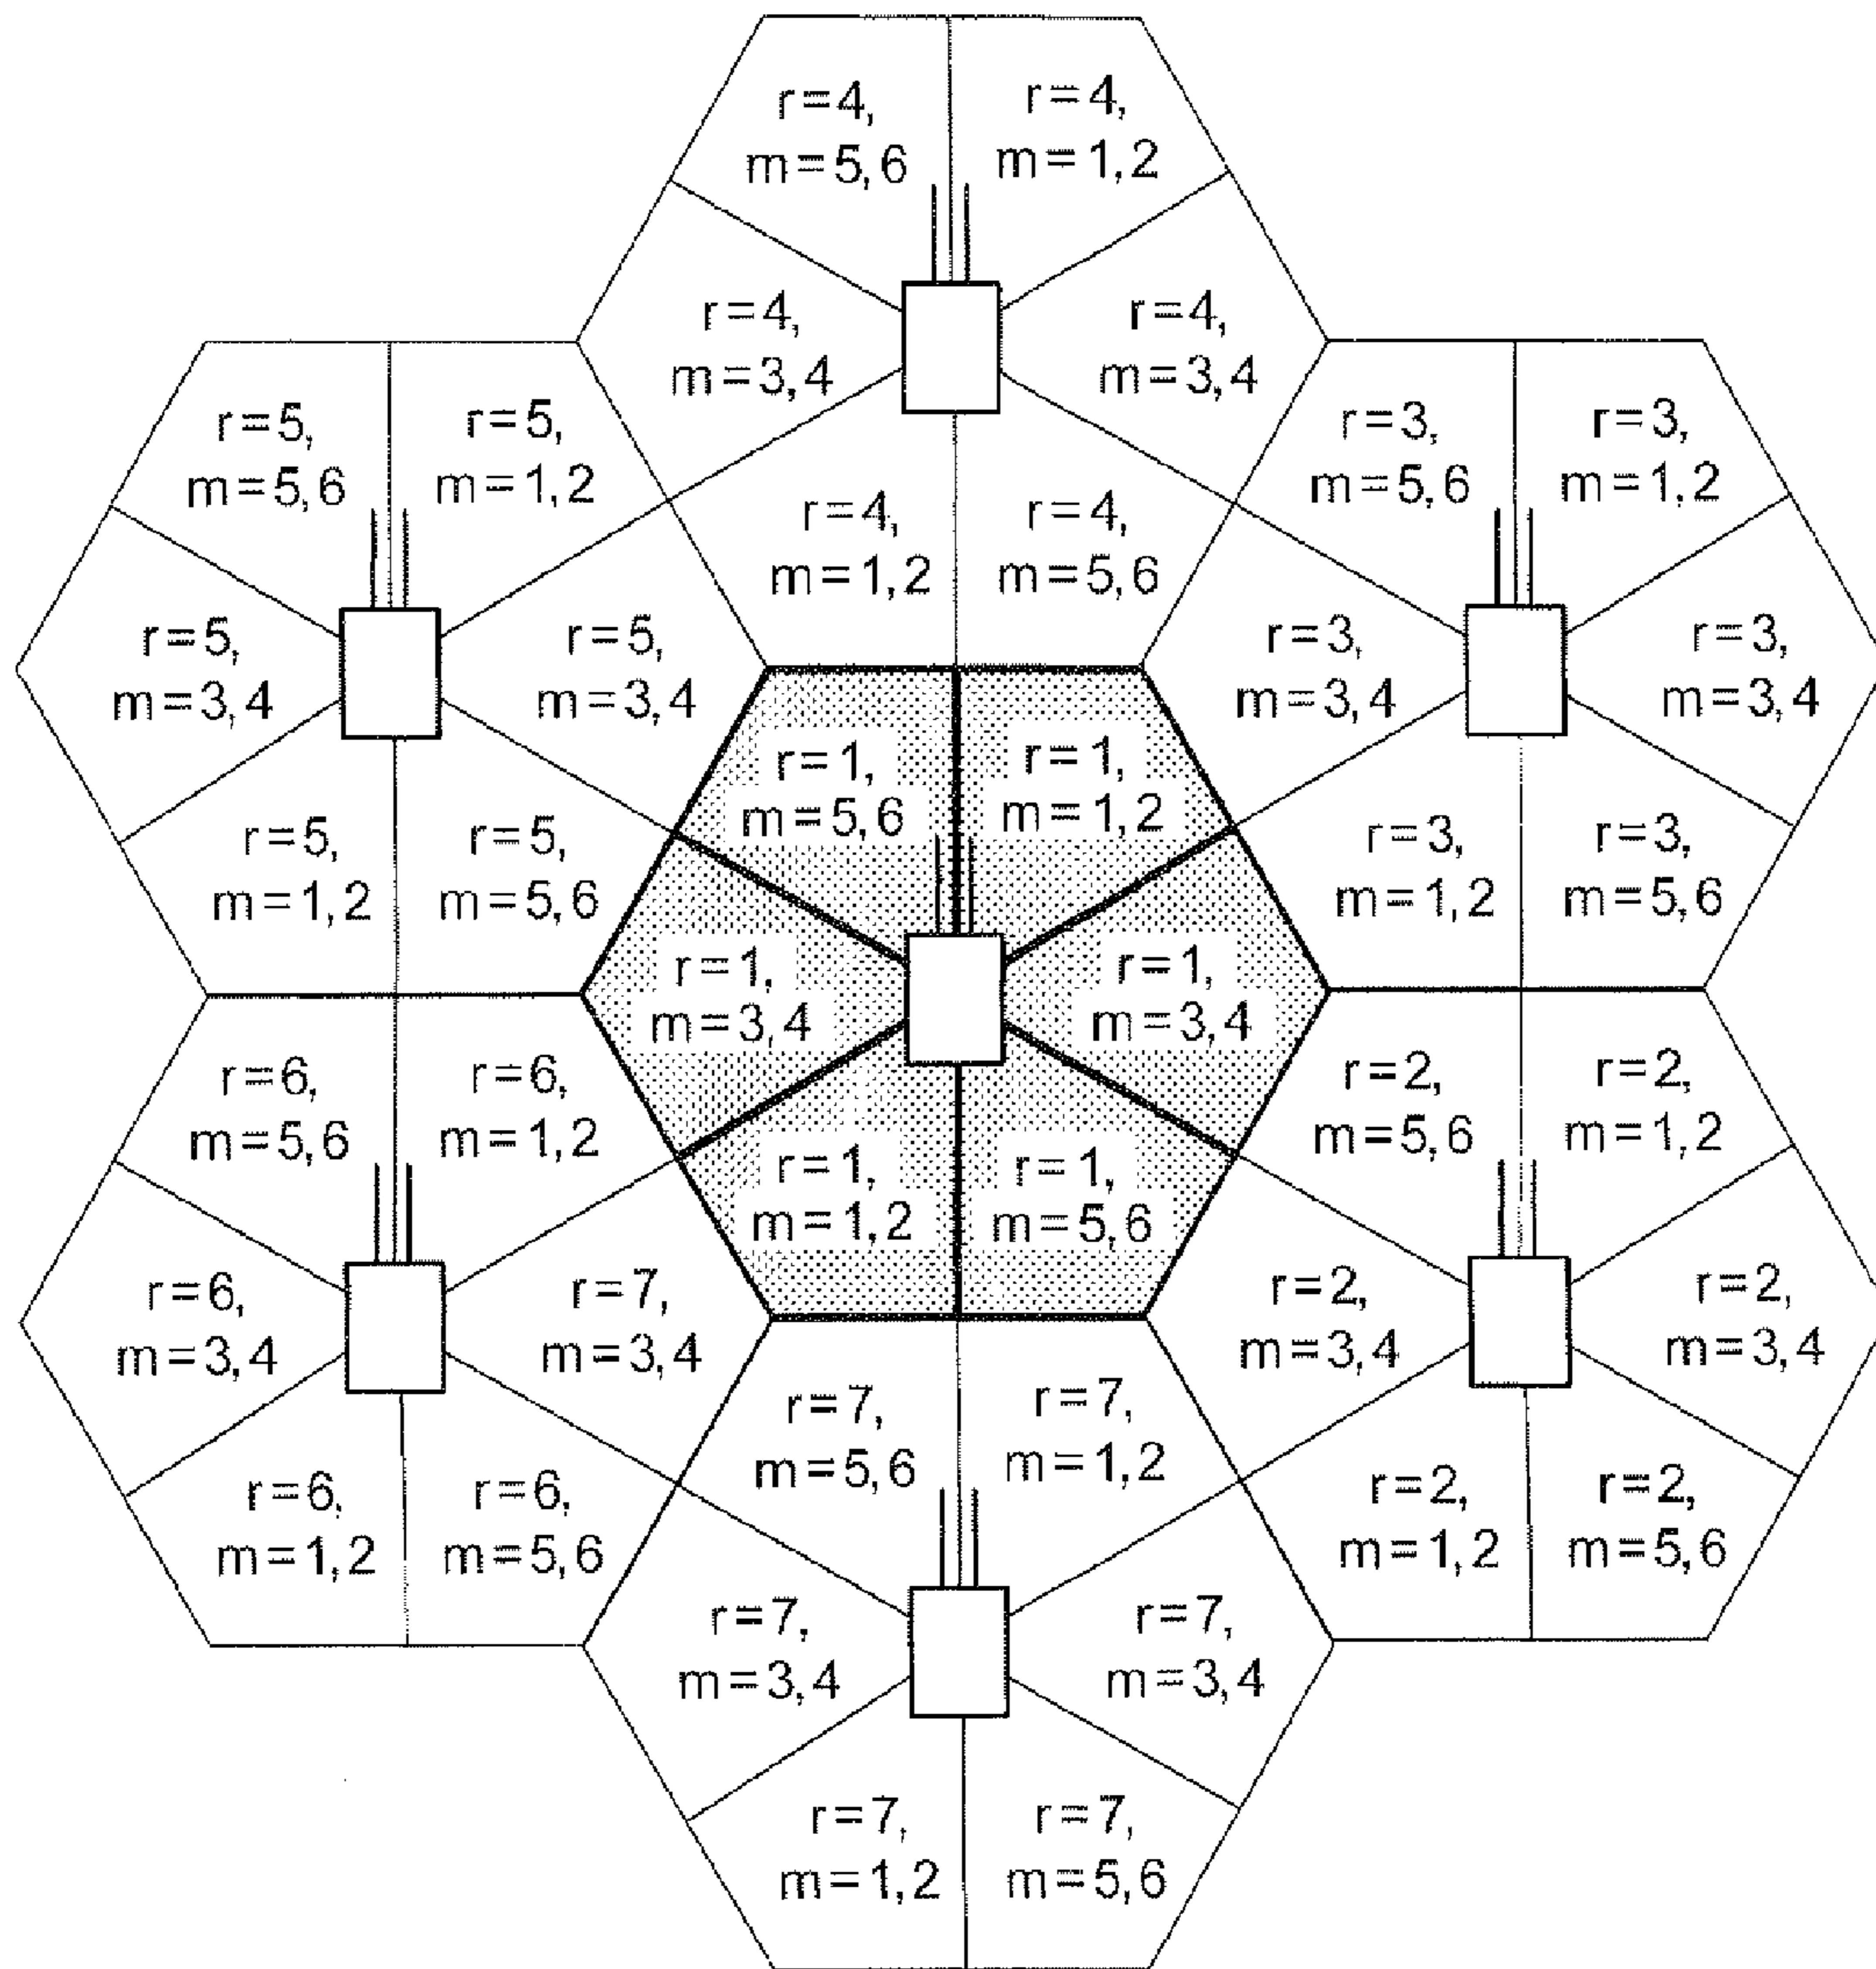 r=4,
m=5,6
r=4,
m=1,2
r=4,
m=3,4
r=4,
m=3,4
r=4,
m=1,2
r=4,
m=5,6
r=5,
m=5,6
r=5,
m=1,2
r=5,
m=3,4
r=5,
m=3,4
r=5,
m=1,2
r=5,
m=5,6
r=3,
m=5,6
r=3,
m=1,2
r=3,
m=3,4
r=3,
m=3,4
r=3,
m=1,2
r=3,
m=5,6
r=1,
m=5,6
r=1,
m=1,2
r=1,
m=3,4
r=1,
m=3,4
r=1,
m=1,2
r=1,
m=5,6
r=6,
m=5,6
r=6,
m=1,2
r=6,
m=3,4
r=7,
m=3,4
r=6,
m=1,2
r=6,
m=5,6
r=2,
m=5,6
r=2,
m=1,2
r=2,
m=3,4
r=2,
m=3,4
r=2,
m=1,2
r=2,
m=5,6
r=7,
m=5,6
r=7,
m=1,2
r=7,
m=3,4
r=7,
m=3,4
r=7,
m=1,2
r=7,
m=5,6